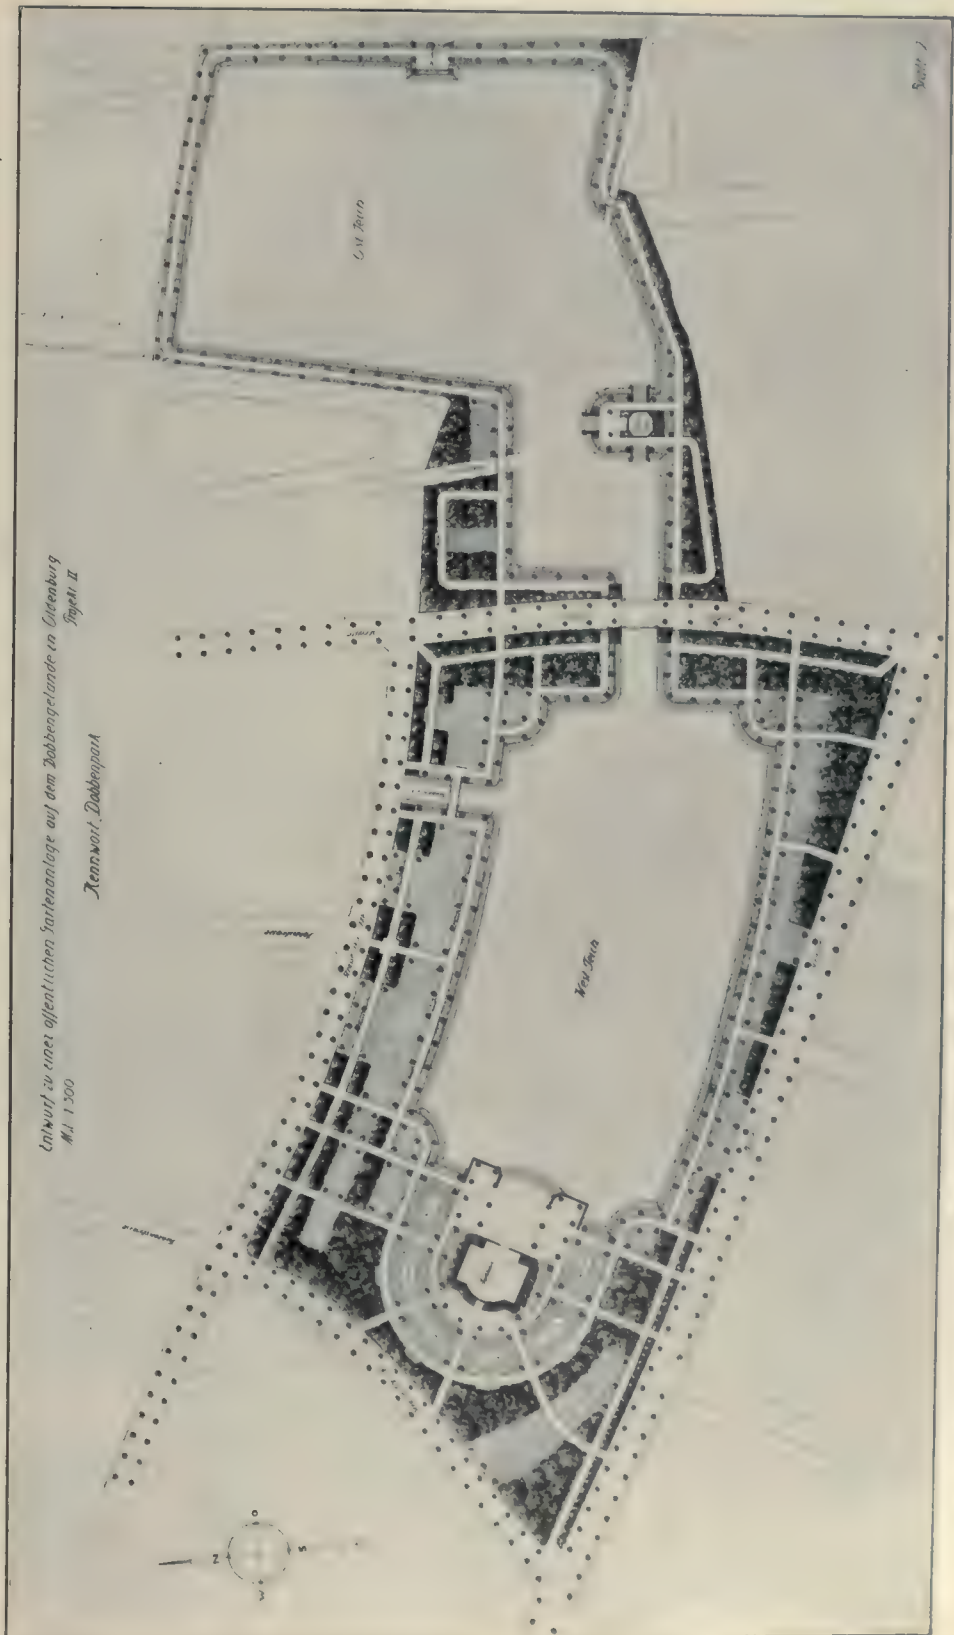 Entwurf zu einer öffentlichen Gartenanlage auf dem Dobbengelände in Oldenburg
Projekt II
M. 1:500
Kennwort: Dobbenpark
Blatt
Ost Teich
West Teich
N
O
S
W